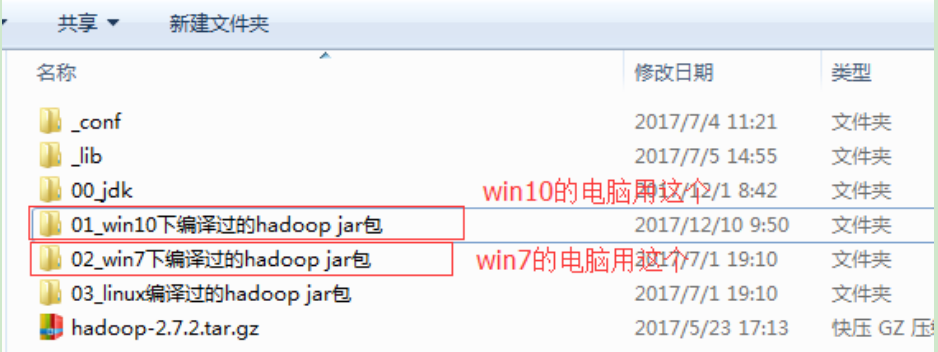 共享 新建文件夹
名称 修改日期 类型
_conf 2017/7/4 11:21 文件夹
_lib 2017/7/5 14:55 文件夹
00_jdk 2017/12/1 8:42 文件夹
win10的电脑用这个
01_win10下编译过的hadoop jar包 2017/12/10 9:50 文件夹
02_win7下编译过的hadoop jar包 2017/7/1 19:10 文件夹
win7的电脑用这个
03_linux编译过的hadoop jar包 2017/7/1 19:10 文件夹
hadoop-2.7.2.tar.gz 2017/5/23 17:13 快压 GZ 压